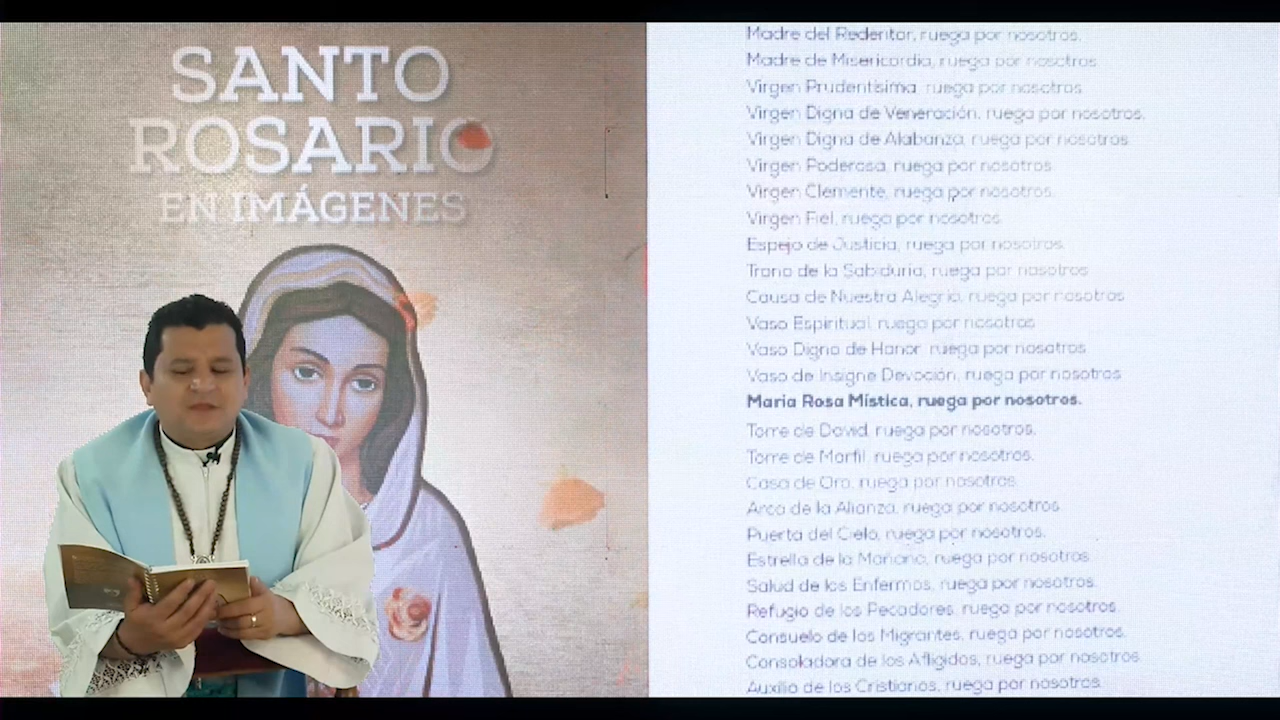 SANTO
ROSARIO
EN IMÁGENES
Madre del Redentor, ruega por nosotros.
Madre de Misericordia, ruega por nosotros.
Virgen Prudentísima, ruega por nosotros.
Virgen Digna de Veneración, ruega por nosotros.
Virgen Digna de Alabanza, ruega por nosotros.
Virgen Poderosa, ruega por nosotros.
Virgen Clemente, ruega por nosotros.
Virgen Fiel, ruega por nosotros.
Espejo de Justicia, ruega por nosotros.
Trono de la Sabiduría, ruega por nosotros.
Causa de Nuestra Alegría, ruega por nosotros.
Vaso Espiritual, ruega por nosotros.
Vaso Digno de Honor, ruega por nosotros.
Vaso de Insigne Devoción, ruega por nosotros.
María Rosa Mística, ruega por nosotros.
Torre de David, ruega por nosotros.
Torre de Marfil, ruega por nosotros.
Casa de Oro, ruega por nosotros.
Arca de la Alianza, ruega por nosotros.
Puerta del Cielo, ruega por nosotros.
Estrella de la Mañana, ruega por nosotros.
Salud de los Enfermos, ruega por nosotros.
Refugio de los Pecadores, ruega por nosotros.
Consuelo de los Migrantes, ruega por nosotros.
Consoladora de los Afligidos, ruega por nosotros.
Auxilio de los Cristianos, ruega por nosotros.